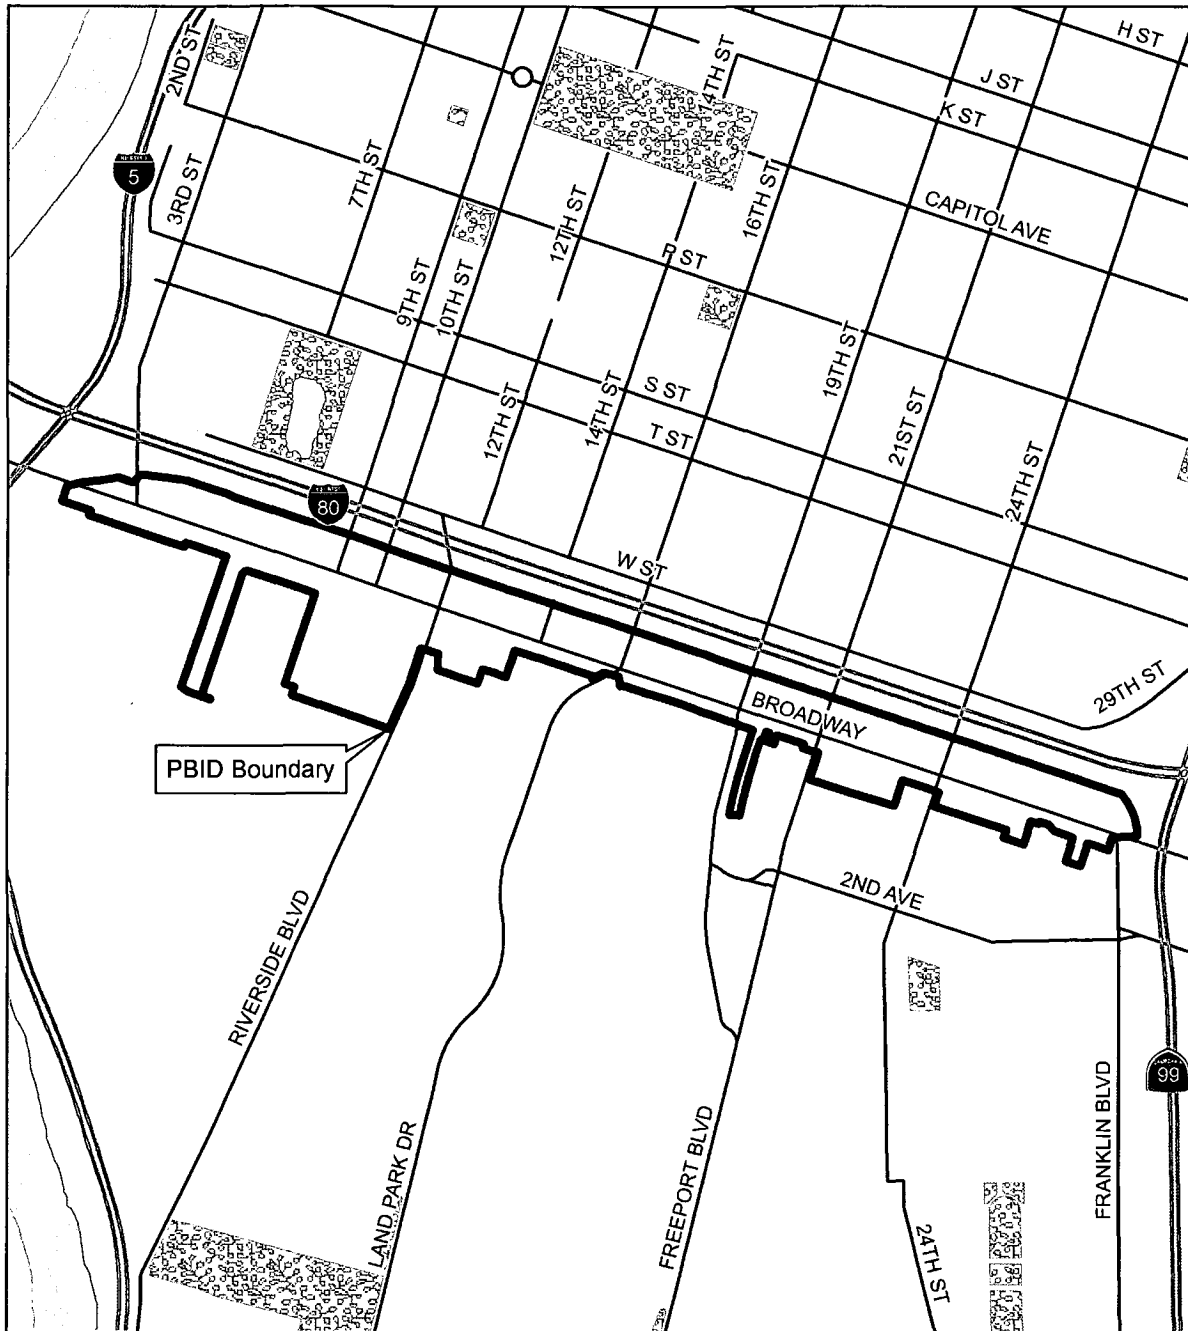 H ST
2ND ST
14TH ST
J ST
K ST
5
3RD ST
7TH ST
12TH ST
16TH ST
CAPITOL AVE
P ST
9TH ST
10TH ST
19TH ST
S ST
12TH ST
14TH ST
T ST
21ST ST
24TH ST
80
W ST
29TH ST
BROADWAY
PBID Boundary
2ND AVE
RIVERSIDE BLVD
99
LAND PARK DR
FREEPORT BLVD
FRANKLIN BLVD
24TH ST